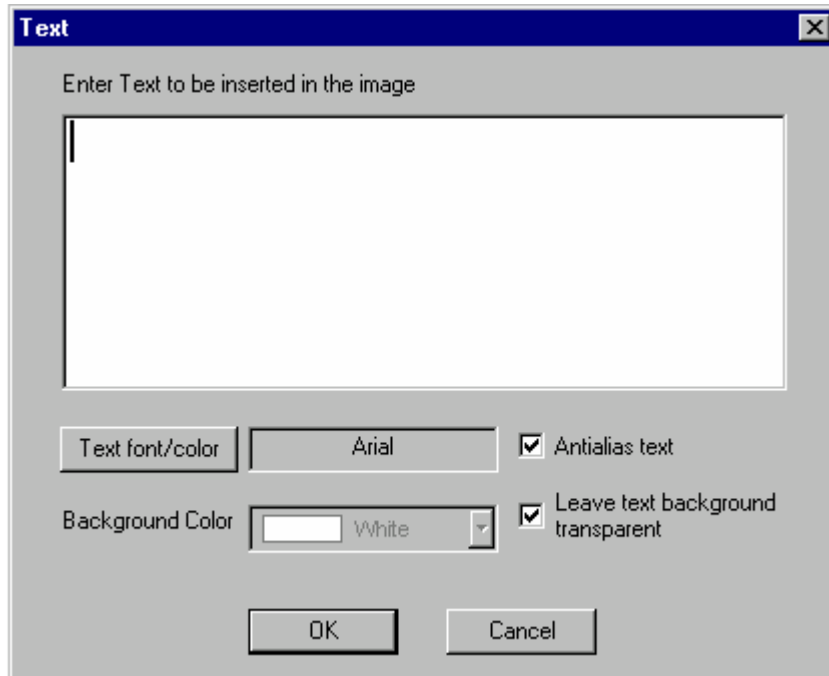 Text
Enter Text to be inserted in the image
Text font/color
Arial
Antialias text
Background Color
White
Leave text background
transparent
OK
Cancel